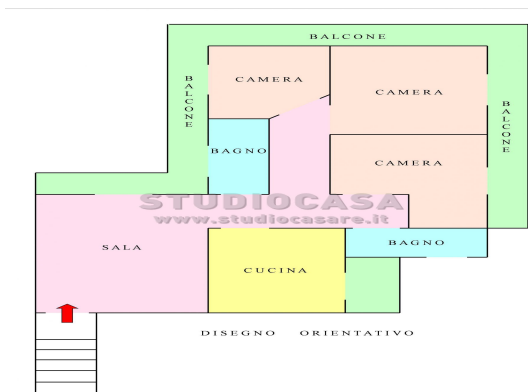 BALCONE
CAMERA
BALCONE
CAMERA
BALCONE
BAGNO
CAMERA
STUDIOCASA
www.studiocasare.it
SALA
BAGNO
CUCINA
DISEGNO ORIENTATIVO